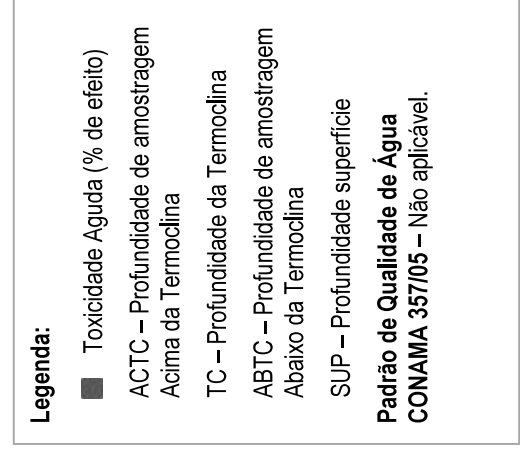 Legenda:
Toxicidade Aguda (% de efeito)
ACTC – Profundidade de amostragem
Acima da Termoclina
TC – Profundidade da Termoclina
ABTC – Profundidade de amostragem
Abaixo da Termoclina
SUP – Profundidade superfície
Padrão de Qualidade de Água
CONAMA 357/05 – Não aplicável.